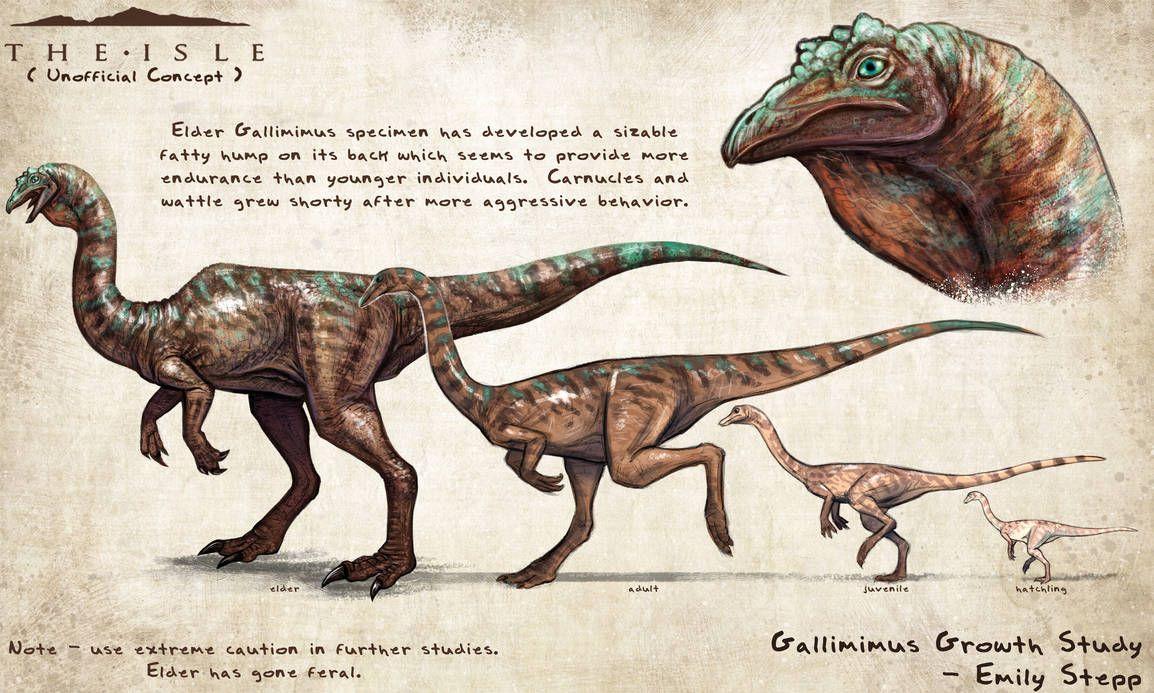 THE·ISLE
( Unofficial Concept )
Elder Gallimimus specimen has developed a sizable
fatty hump on its back which seems to provide more
endurance than younger individuals. Carnucles and
wattle grew shorty after more aggressive behavior.
elder
adult
juvenile
hatchling
Note - use extreme caution in further studies.
Elder has gone feral.
Gallimimus Growth Study
- Emily Stepp